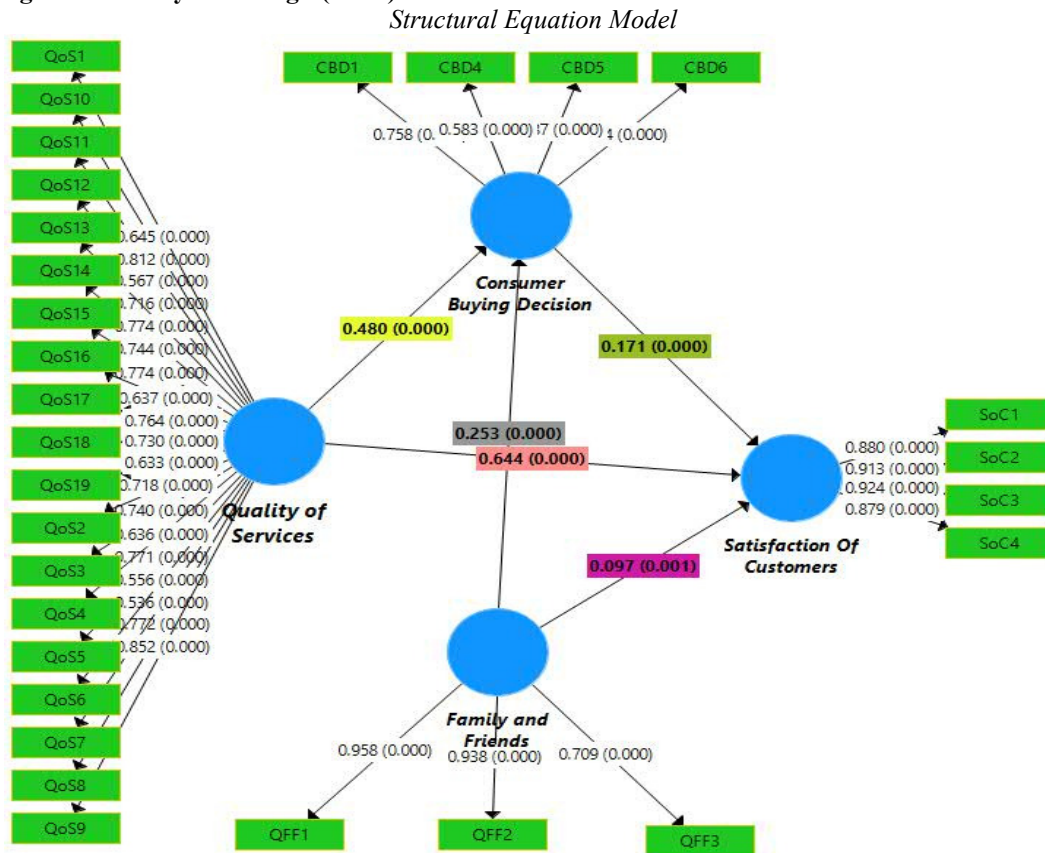 Structural Equation Model
QoS1
QoS10
QoS11
QoS12
QoS13
QoS14
QoS15
QoS16
QoS17
QoS18
QoS19
QoS2
QoS3
QoS4
QoS5
QoS6
QoS7
QoS8
QoS9
0.645 (0.000)
0.812 (0.000)
0.567 (0.000)
0.716 (0.000)
0.774 (0.000)
0.744 (0.000)
0.774 (0.000)
0.637 (0.000)
0.764 (0.000)
0.730 (0.000)
0.633 (0.000)
0.718 (0.000)
0.740 (0.000)
0.636 (0.000)
0.771 (0.000)
0.556 (0.000)
0.536 (0.000)
0.772 (0.000)
0.852 (0.000)
Quality of
Services
CBD1 CBD4 CBD5 CBD6
0.758 0.583 (0.000) (0.000) (0.000)
Consumer
Buying Decision
0.480 (0.000)
0.171 (0.000)
0.253 (0.000)
0.644 (0.000)
0.097 (0.001)
SoC1
SoC2
SoC3
SoC4
0.880 (0.000)
0.913 (0.000)
0.924 (0.000)
0.879 (0.000)
Satisfaction Of
Customers
Family and
Friends
0.958 (0.000) 0.938 (0.000) 0.709 (0.000)
QFF1 QFF2 QFF3